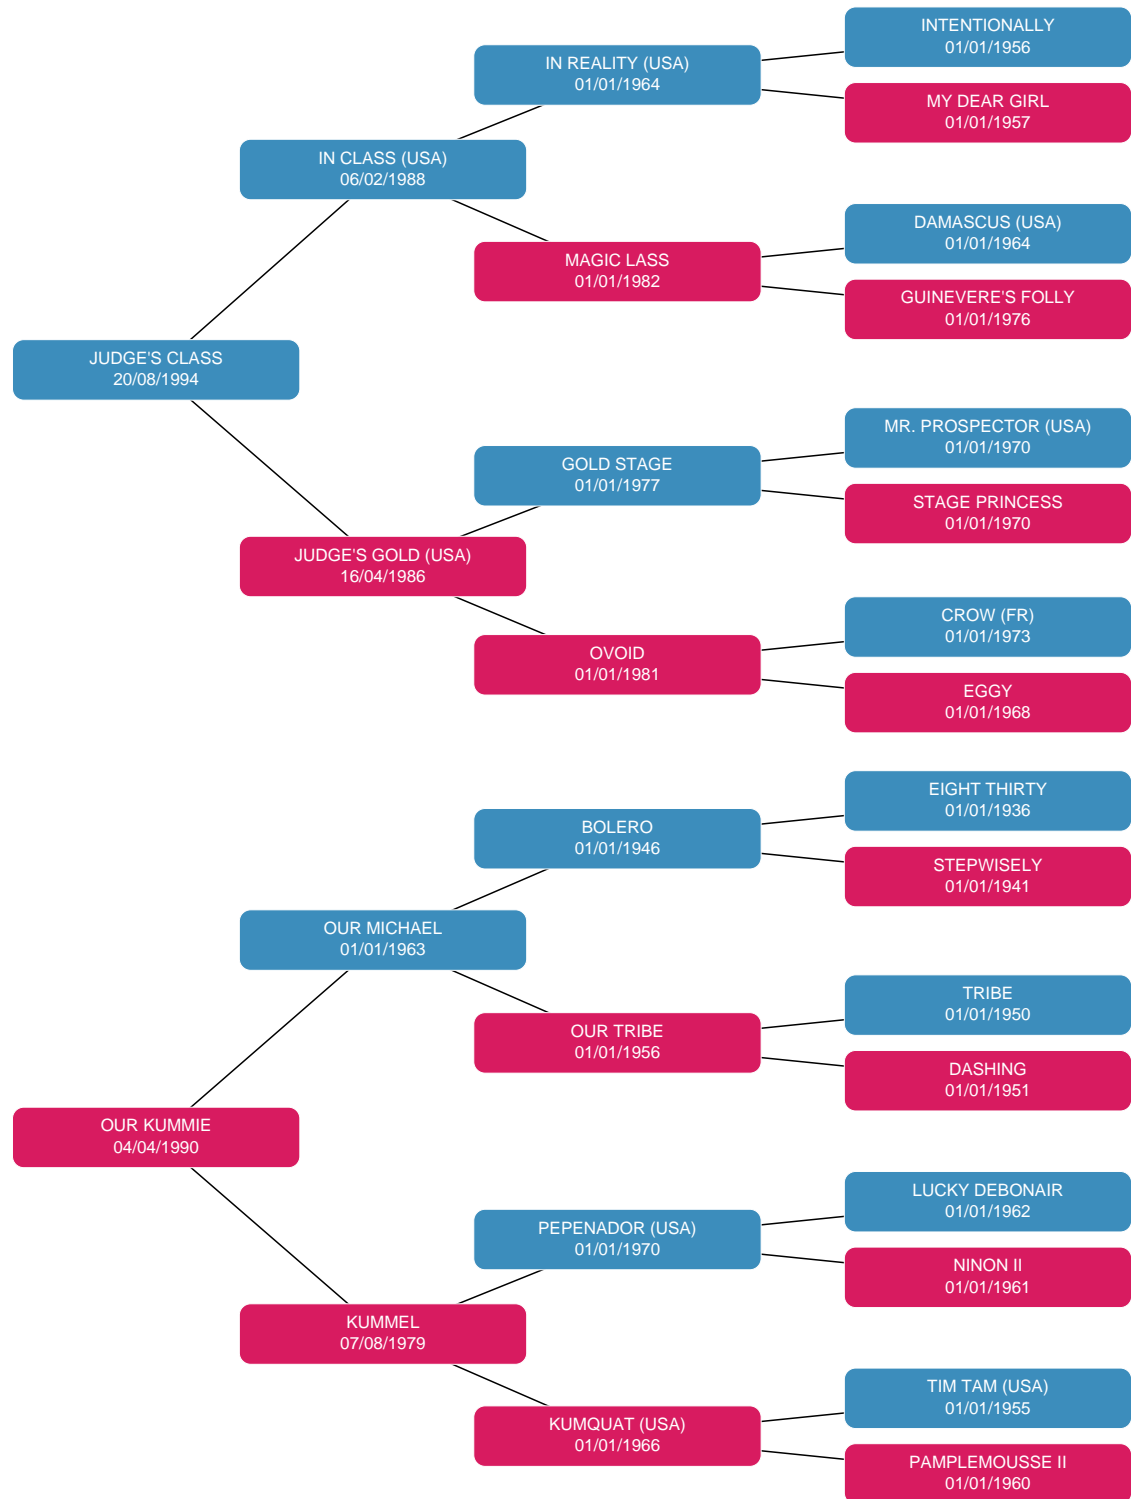 INTENTIONALLY
01/01/1956
IN REALITY (USA)
01/01/1964
MY DEAR GIRL
01/01/1957
IN CLASS (USA)
06/02/1988
DAMASCUS (USA)
01/01/1964
MAGIC LASS
01/01/1982
GUINEVERE'S FOLLY
01/01/1976
JUDGE'S CLASS
20/08/1994
MR. PROSPECTOR (USA)
01/01/1970
GOLD STAGE
01/01/1977
STAGE PRINCESS
01/01/1970
JUDGE'S GOLD (USA)
16/04/1986
CROW (FR)
01/01/1973
OVOID
01/01/1981
EGGY
01/01/1968
EIGHT THIRTY
01/01/1936
BOLERO
01/01/1946
STEPWISELY
01/01/1941
OUR MICHAEL
01/01/1963
TRIBE
01/01/1950
OUR TRIBE
01/01/1956
DASHING
01/01/1951
OUR KUMMIE
04/04/1990
LUCKY DEBONAIR
01/01/1962
PEPENADOR (USA)
01/01/1970
NINON II
01/01/1961
KUMMEL
07/08/1979
TIM TAM (USA)
01/01/1955
KUMQUAT (USA)
01/01/1966
PAMPLEMOUSSE II
01/01/1960